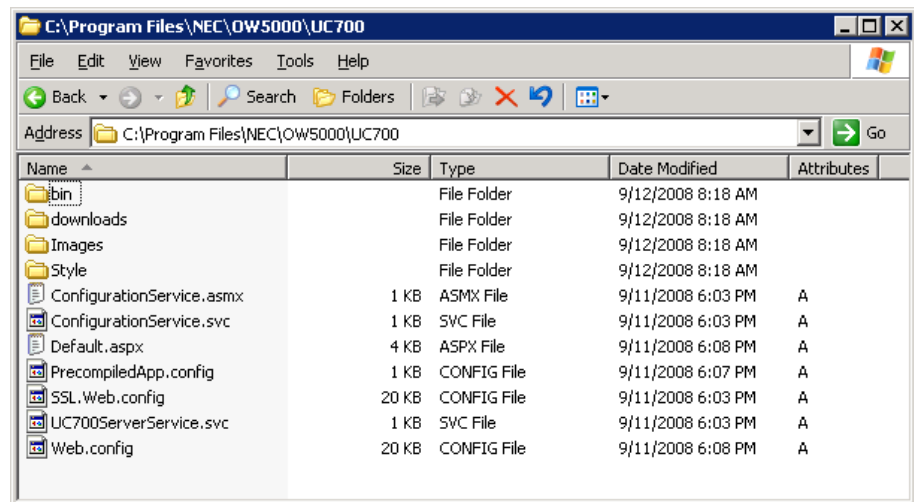 C:\Program Files\NEC\OW5000\UC700
File Edit View Favorites Tools Help
Back Search Folders
Address C:\Program Files\NEC\OW5000\UC700 Go
Name Size Type Date Modified Attributes
bin File Folder 9/12/2008 8:18 AM
downloads File Folder 9/12/2008 8:18 AM
Images File Folder 9/12/2008 8:18 AM
Style File Folder 9/12/2008 8:18 AM
ConfigurationService.asmx 1 KB ASMX File 9/11/2008 6:03 PM A
ConfigurationService.svc 1 KB SVC File 9/11/2008 6:03 PM A
Default.aspx 4 KB ASPX File 9/11/2008 6:08 PM A
PrecompiledApp.config 1 KB CONFIG File 9/11/2008 6:07 PM A
SSL.Web.config 20 KB CONFIG File 9/11/2008 6:03 PM A
UC700ServerService.svc 1 KB SVC File 9/11/2008 6:03 PM A
Web.config 20 KB CONFIG File 9/11/2008 6:08 PM A